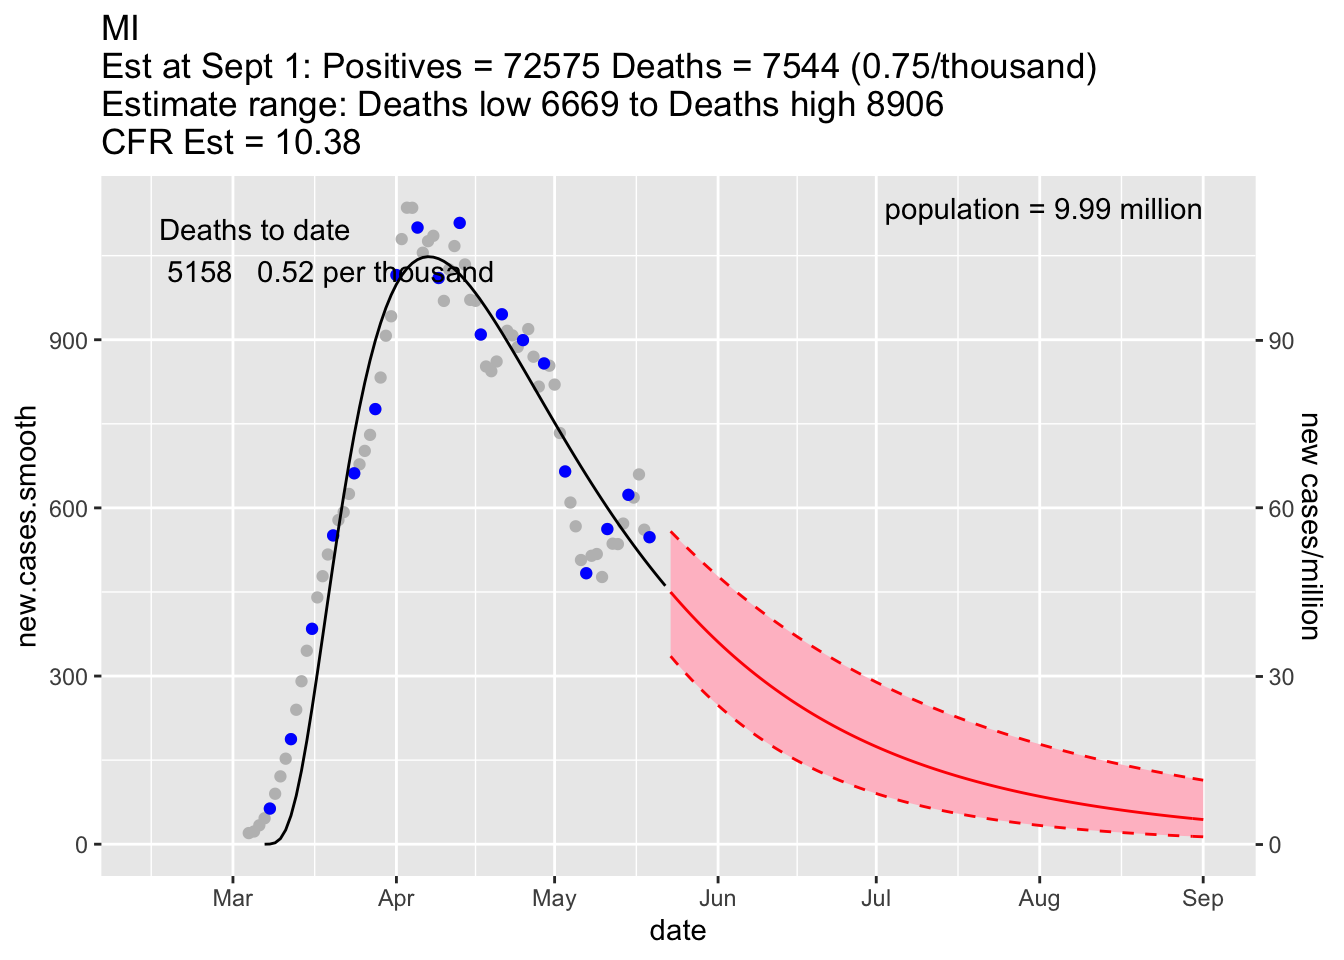 MI
Est at Sept 1: Positives = 72575 Deaths = 7544 (0.75/thousand)
Estimate range: Deaths low 6669 to Deaths high 8906
CFR Est = 10.38
Deaths to date
5158 0.52 per thousand
population = 9.99 million
new.cases.smooth
900
600
300
0
90
60
30
0
new cases/million
Mar Apr May Jun Jul Aug Sep
date